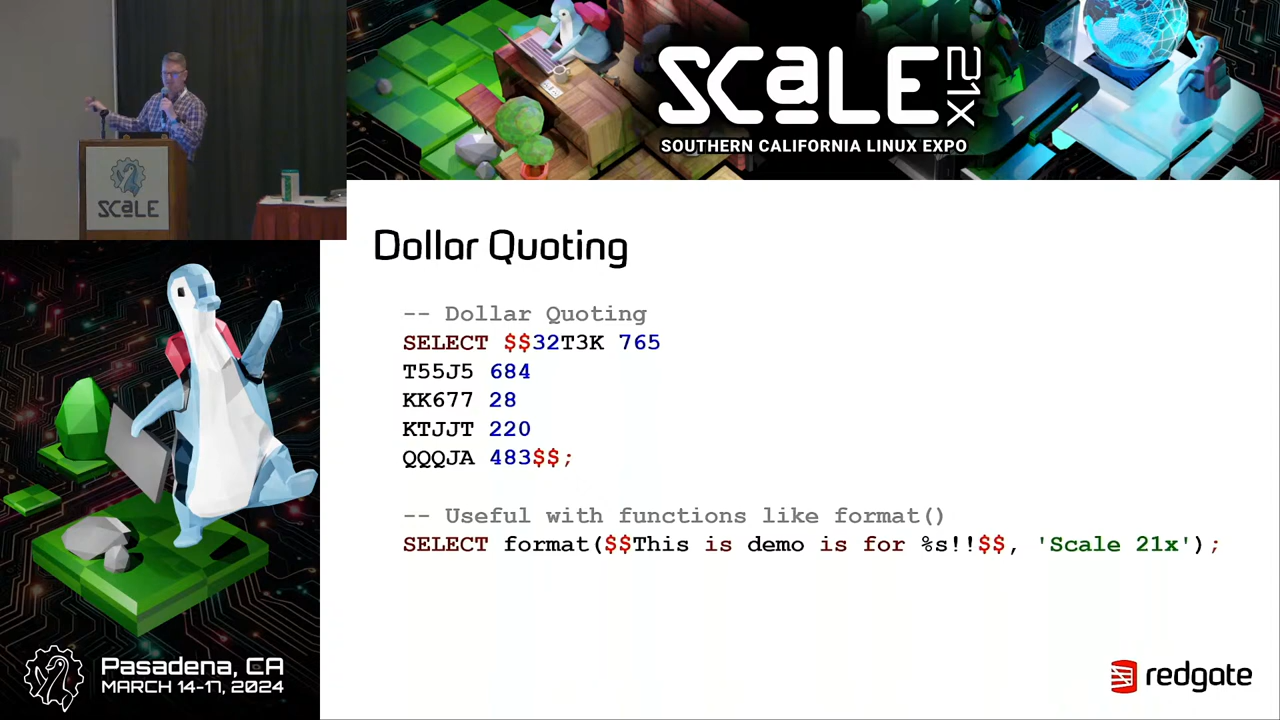 SCALE 21X
SOUTHERN CALIFORNIA LINUX EXPO
SCALE
Dollar Quoting
-- Dollar Quoting
SELECT $$32T3K 765
T55J5 684
KK677 28
KTJJT 220
QQQJA 483$$;
-- Useful with functions like format()
SELECT format($$This is demo is for %s!!$$, 'Scale 21x');
Pasadena, CA
MARCH 14-17, 2024
redgate